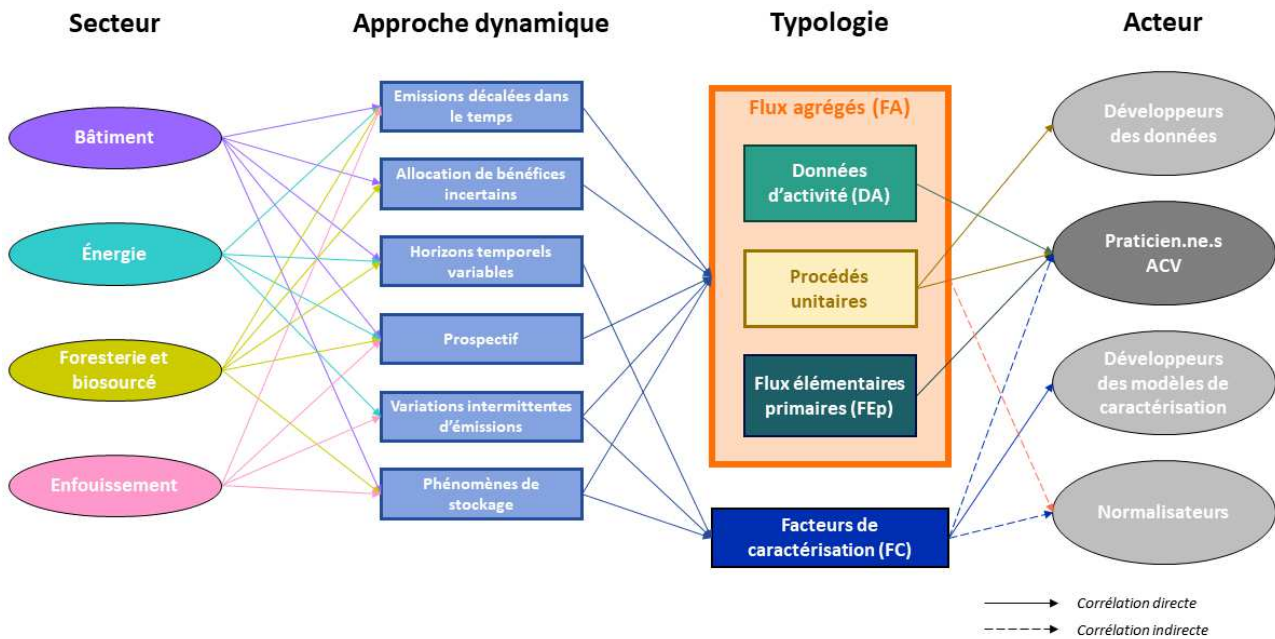 Secteur
Approche dynamique
Typologie
Acteur
Bâtiment
Énergie
Foresterie et
biosourcé
Enfouissement
Emissions décalées dans
le temps
Allocation de bénéfices
incertains
Horizons temporels
variables
Prospectif
Variations intermittentes
d'émissions
Phénomènes de
stockage
Flux agrégés (FA)
Données
d'activité (DA)
Procédés
unitaires
Flux élémentaires
primaires (FEp)
Facteurs de
caractérisation (FC)
Développeurs
des données
Praticien.ne.s
ACV
Développeurs
des modèles de
caractérisation
Normalisateurs
Corrélation directe
Corrélation indirecte